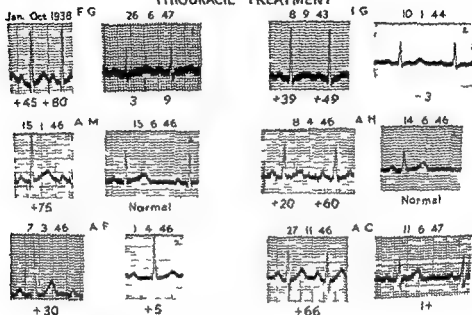 THIOURACIL TREATMENT
Jan. Oct 1938 F G 26 6 47
8 9 43 I G 10 1 44
+45 +80 3 9
+39 +49 -3
15 1 46 A M 15 6 46
8 4 46 A H 14 6 46
+75 Normal
+20 +60 Normal
7 3 46 A F 1 4 46
27 11 46 A C 11 6 47
+30 +5
+66 1+